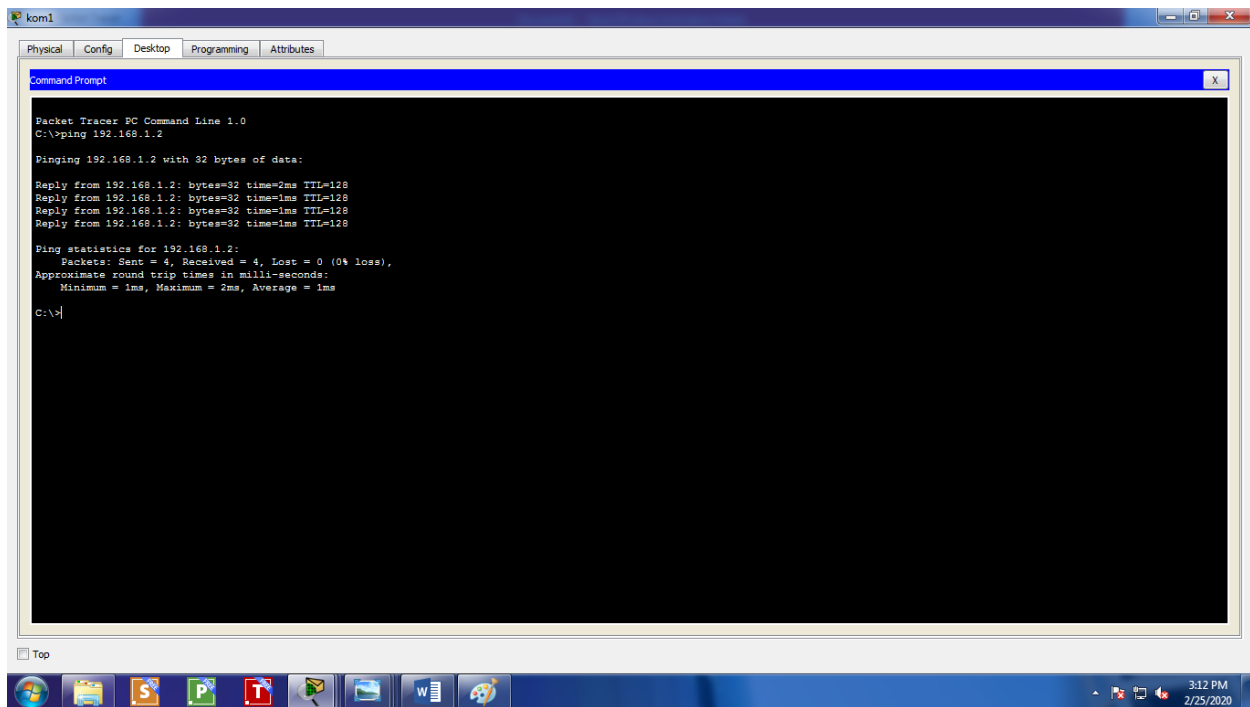 kom1
Physical Config Desktop Programming Attributes
Command Prompt
X
Packet Tracer PC Command Line 1.0
C:\>ping 192.168.1.2
Pinging 192.168.1.2 with 32 bytes of data:
Reply from 192.168.1.2: bytes=32 time=2ms TTL=128
Reply from 192.168.1.2: bytes=32 time=1ms TTL=128
Reply from 192.168.1.2: bytes=32 time=1ms TTL=128
Reply from 192.168.1.2: bytes=32 time=1ms TTL=128
Ping statistics for 192.168.1.2:
Packets: Sent = 4, Received = 4, Lost = 0 (0% loss),
Approximate round trip times in milli-seconds:
Minimum = 1ms, Maximum = 2ms, Average = 1ms
C:\>
Top
S P T W
3:12 PM
2/25/2020